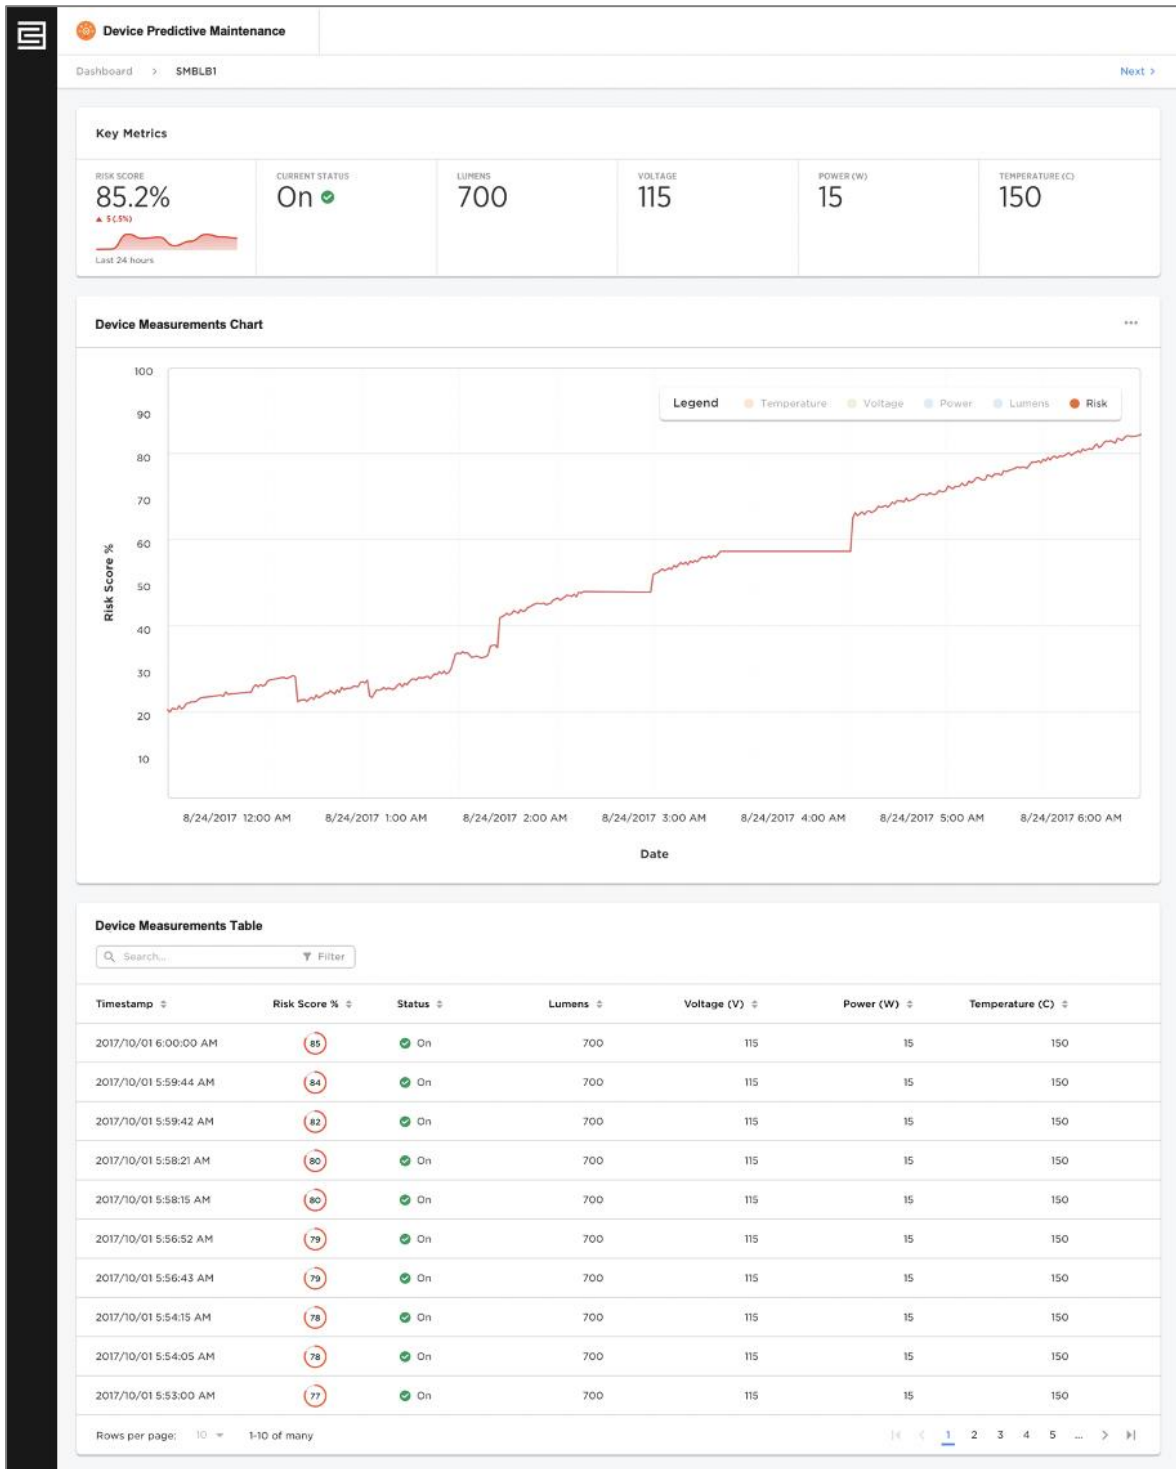 Device Predictive Maintenance
Dashboard > SMBLB1 Next >
Key Metrics
RISK SCORE CURRENT STATUS LUMENS VOLTAGE POWER (W) TEMPERATURE (C)
85.2% On 700 115 15 150
▲ 5 (.5%)
Last 24 hours
Device Measurements Chart
Legend Temperature Voltage Power Lumens Risk
100
90
80
70
60
50
40
30
20
10
Risk Score %
8/24/2017 12:00 AM 8/24/2017 1:00 AM 8/24/2017 2:00 AM 8/24/2017 3:00 AM 8/24/2017 4:00 AM 8/24/2017 5:00 AM 8/24/2017 6:00 AM
Date
Device Measurements Table
Search... Filter
Timestamp Risk Score % Status Lumens Voltage (V) Power (W) Temperature (C)
2017/10/01 6:00:00 AM 85 On 700 115 15 150
2017/10/01 5:59:44 AM 84 On 700 115 15 150
2017/10/01 5:59:42 AM 82 On 700 115 15 150
2017/10/01 5:58:21 AM 80 On 700 115 15 150
2017/10/01 5:58:15 AM 80 On 700 115 15 150
2017/10/01 5:56:52 AM 79 On 700 115 15 150
2017/10/01 5:56:43 AM 79 On 700 115 15 150
2017/10/01 5:54:15 AM 78 On 700 115 15 150
2017/10/01 5:54:05 AM 78 On 700 115 15 150
2017/10/01 5:53:00 AM 77 On 700 115 15 150
Rows per page: 10 1-10 of many 1 2 3 4 5 ...